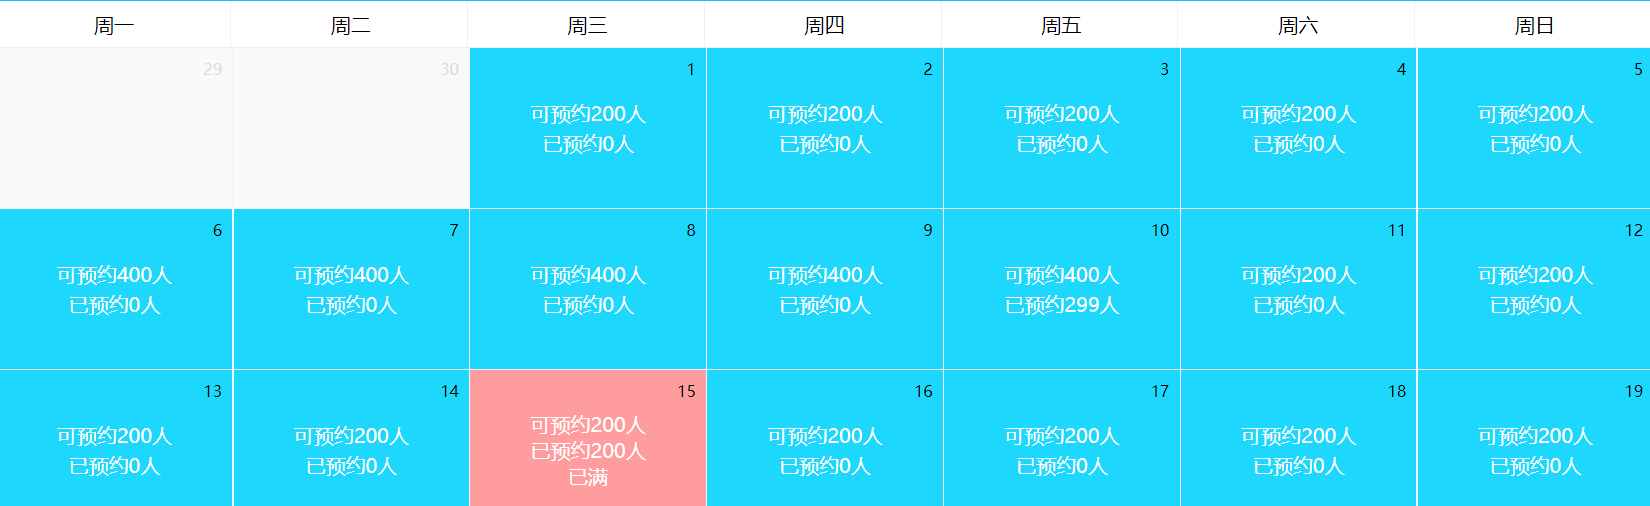 周一 周二 周三 周四 周五 周六 周日
29 30 1 2 3 4 5
可预约200人 可预约200人 可预约200人 可预约200人 可预约200人
已预约0人 已预约0人 已预约0人 已预约0人 已预约0人
6 7 8 9 10 11 12
可预约400人 可预约400人 可预约400人 可预约400人 可预约400人 可预约200人 可预约200人
已预约0人 已预约0人 已预约0人 已预约0人 已预约299人 已预约0人 已预约0人
13 14 15 16 17 18 19
可预约200人 可预约200人 可预约200人 可预约200人 可预约200人 可预约200人 可预约200人
已预约0人 已预约0人 已预约200人 已预约0人 已预约0人 已预约0人 已预约0人
已满